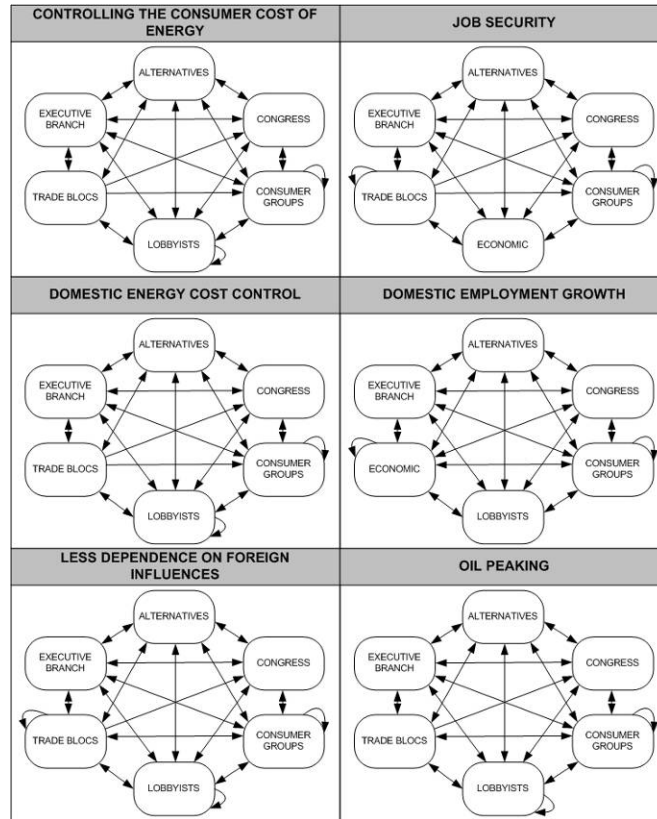 CONTROLLING THE CONSUMER COST OF
ENERGY
ALTERNATIVES
EXECUTIVE
BRANCH
CONGRESS
TRADE BLOCS
CONSUMER
GROUPS
LOBBYISTS
JOB SECURITY
ALTERNATIVES
EXECUTIVE
BRANCH
CONGRESS
TRADE BLOCS
CONSUMER
GROUPS
ECONOMIC
DOMESTIC ENERGY COST CONTROL
ALTERNATIVES
EXECUTIVE
BRANCH
CONGRESS
TRADE BLOCS
CONSUMER
GROUPS
LOBBYISTS
DOMESTIC EMPLOYMENT GROWTH
ALTERNATIVES
EXECUTIVE
BRANCH
CONGRESS
ECONOMIC
CONSUMER
GROUPS
LOBBYISTS
LESS DEPENDENCE ON FOREIGN
INFLUENCES
ALTERNATIVES
EXECUTIVE
BRANCH
CONGRESS
TRADE BLOCS
CONSUMER
GROUPS
LOBBYISTS
OIL PEAKING
ALTERNATIVES
EXECUTIVE
BRANCH
CONGRESS
TRADE BLOCS
CONSUMER
GROUPS
LOBBYISTS